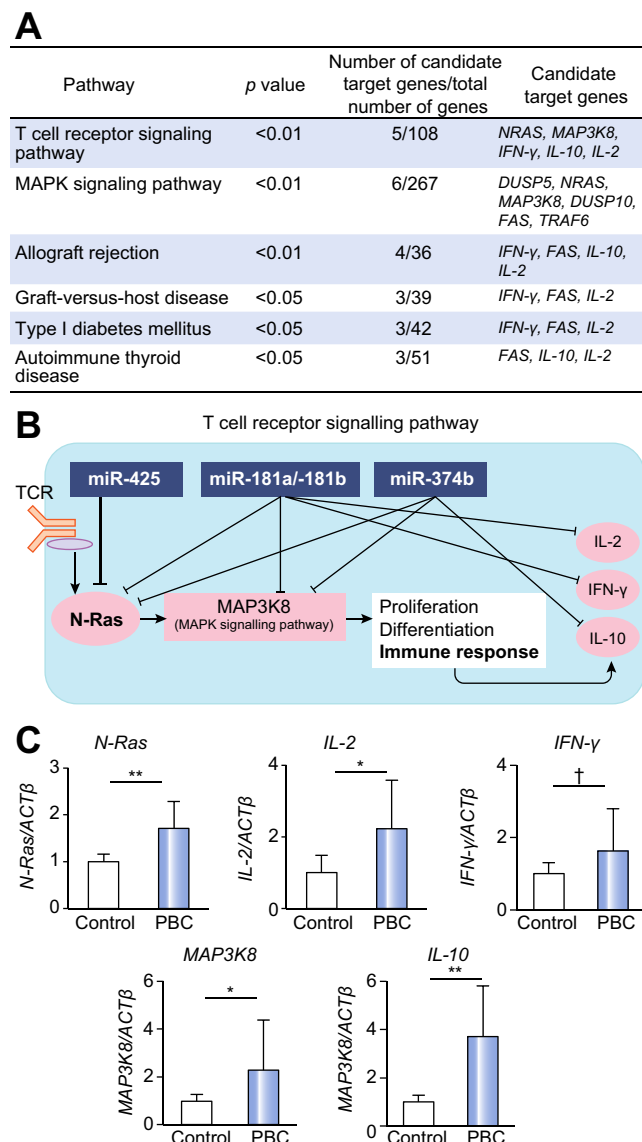 A
Pathway
p value
Number of candidate
target genes/total
number of genes
Candidate
target genes
T cell receptor signaling
pathway
<0.01
5/108
NRAS, MAP3K8,
IFN-γ, IL-10, IL-2
MAPK signaling pathway
<0.01
6/267
DUSP5, NRAS,
MAP3K8, DUSP10,
FAS, TRAF6
Allograft rejection
<0.01
4/36
IFN-γ, FAS, IL-10,
IL-2
Graft-versus-host disease
<0.05
3/39
IFN-γ, FAS, IL-2
Type I diabetes mellitus
<0.05
3/42
IFN-γ, FAS, IL-2
Autoimmune thyroid
disease
<0.05
3/51
FAS, IL-10, IL-2
B
T cell receptor signalling pathway
miR-425
miR-181a/-181b
miR-374b
TCR
IL-2
IFN-γ
IL-10
N-Ras
MAP3K8
(MAPK signalling pathway)
Proliferation
Differentiation
Immune response
C
N-Ras
N-Ras/ACTβ
3
2
1
0
**
Control PBC
IL-2
IL-2/ACTβ
4
2
0
*
Control PBC
IFN-γ
IFN-γ/ACTβ
4
2
0
†
Control PBC
MAP3K8
MAP3K8/ACTβ
6
4
2
0
*
Control PBC
IL-10
MAP3K8/ACTβ
6
4
2
0
**
Control PBC